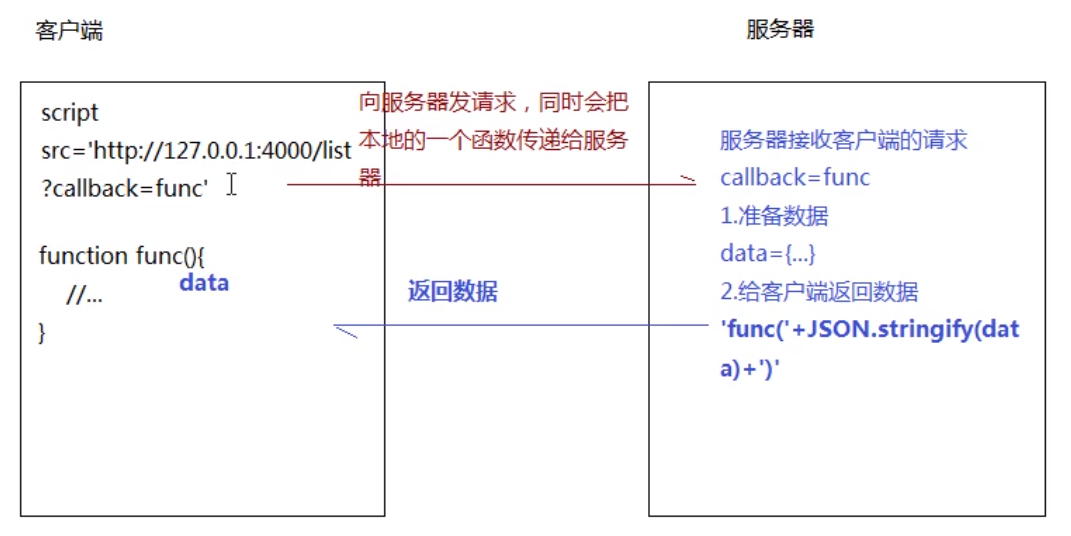 客户端
服务器
script
src='http://127.0.0.1:4000/list
?callback=func'
function func(){
data
//...
}
向服务器发请求，同时会把
本地的一个函数传递给服务
器
返回数据
服务器接收客户端的请求
callback=func
1.准备数据
data={...}
2.给客户端返回数据
'func('+JSON.stringify(dat
a)+')'